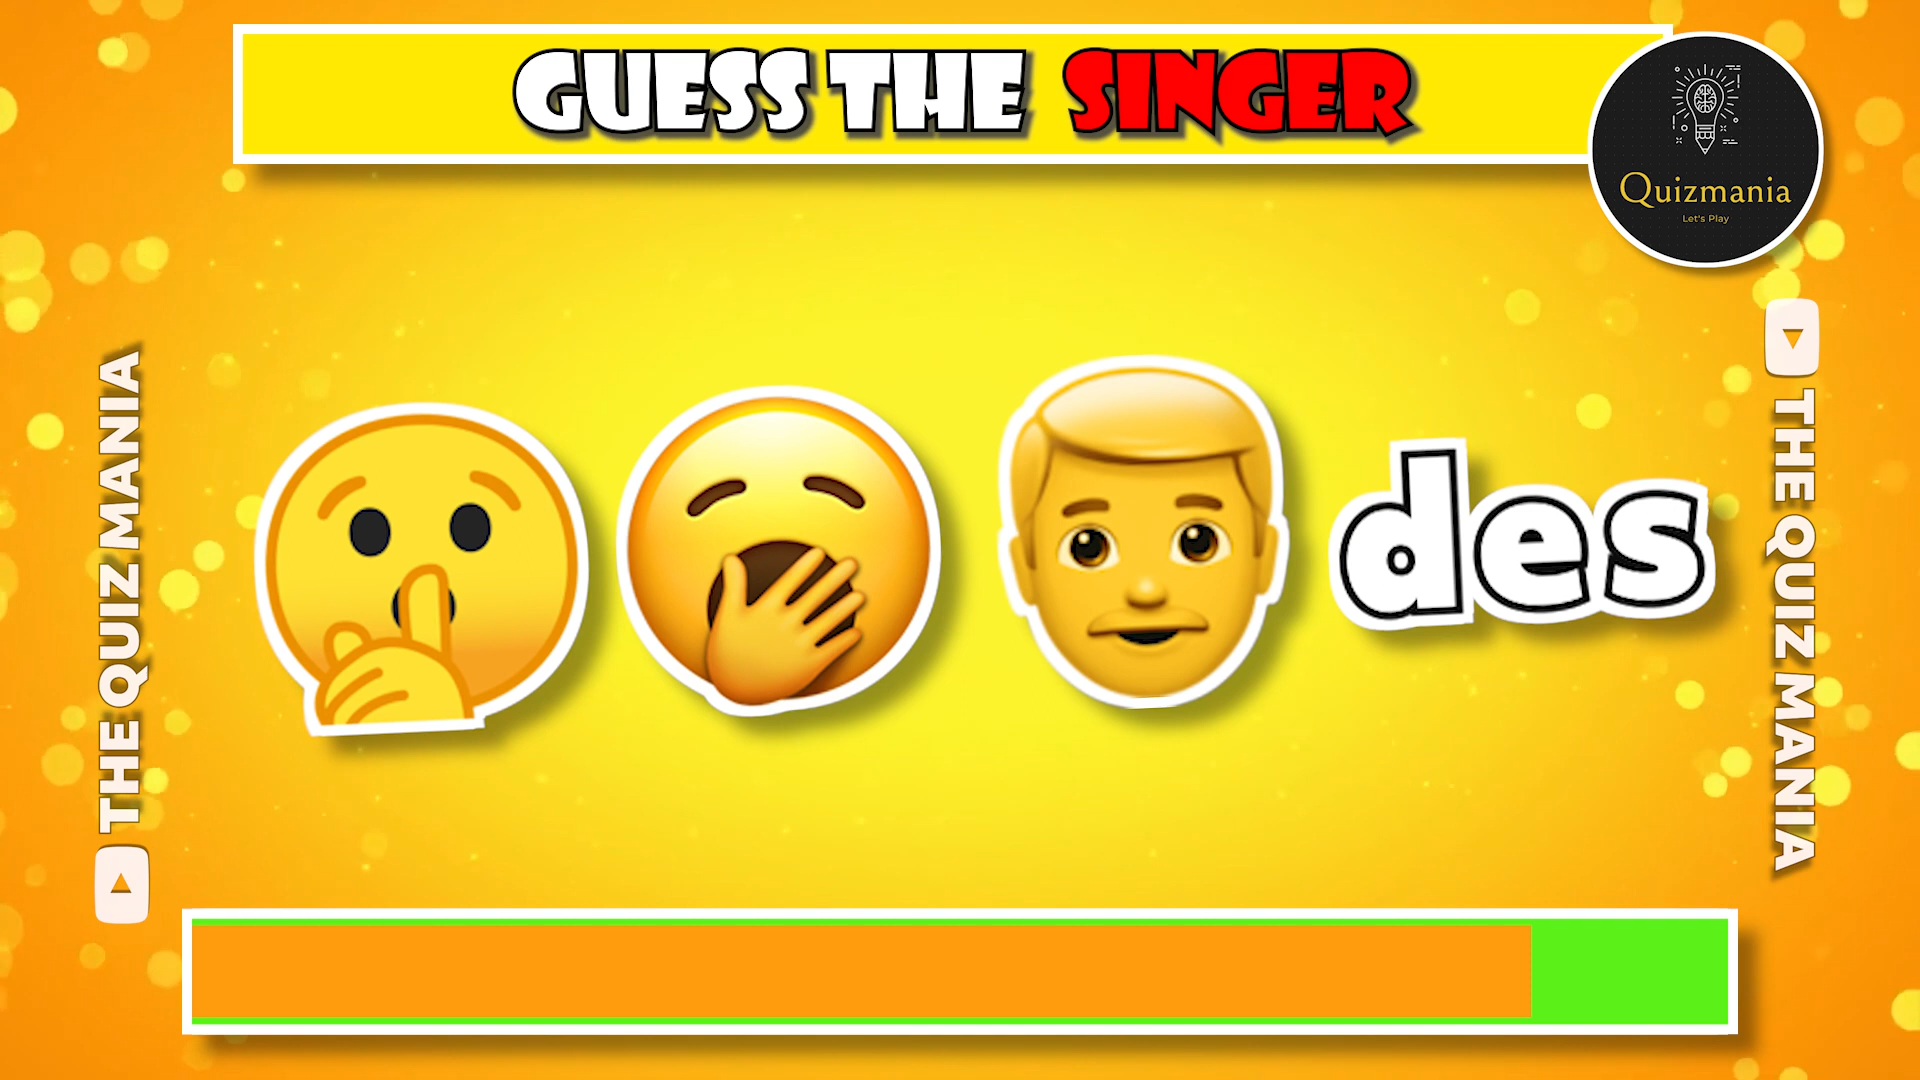 GUESS THE SINGER
Quizmania
Let's Play
des
THE QUIZ MANIA
THE QUIZ MANIA